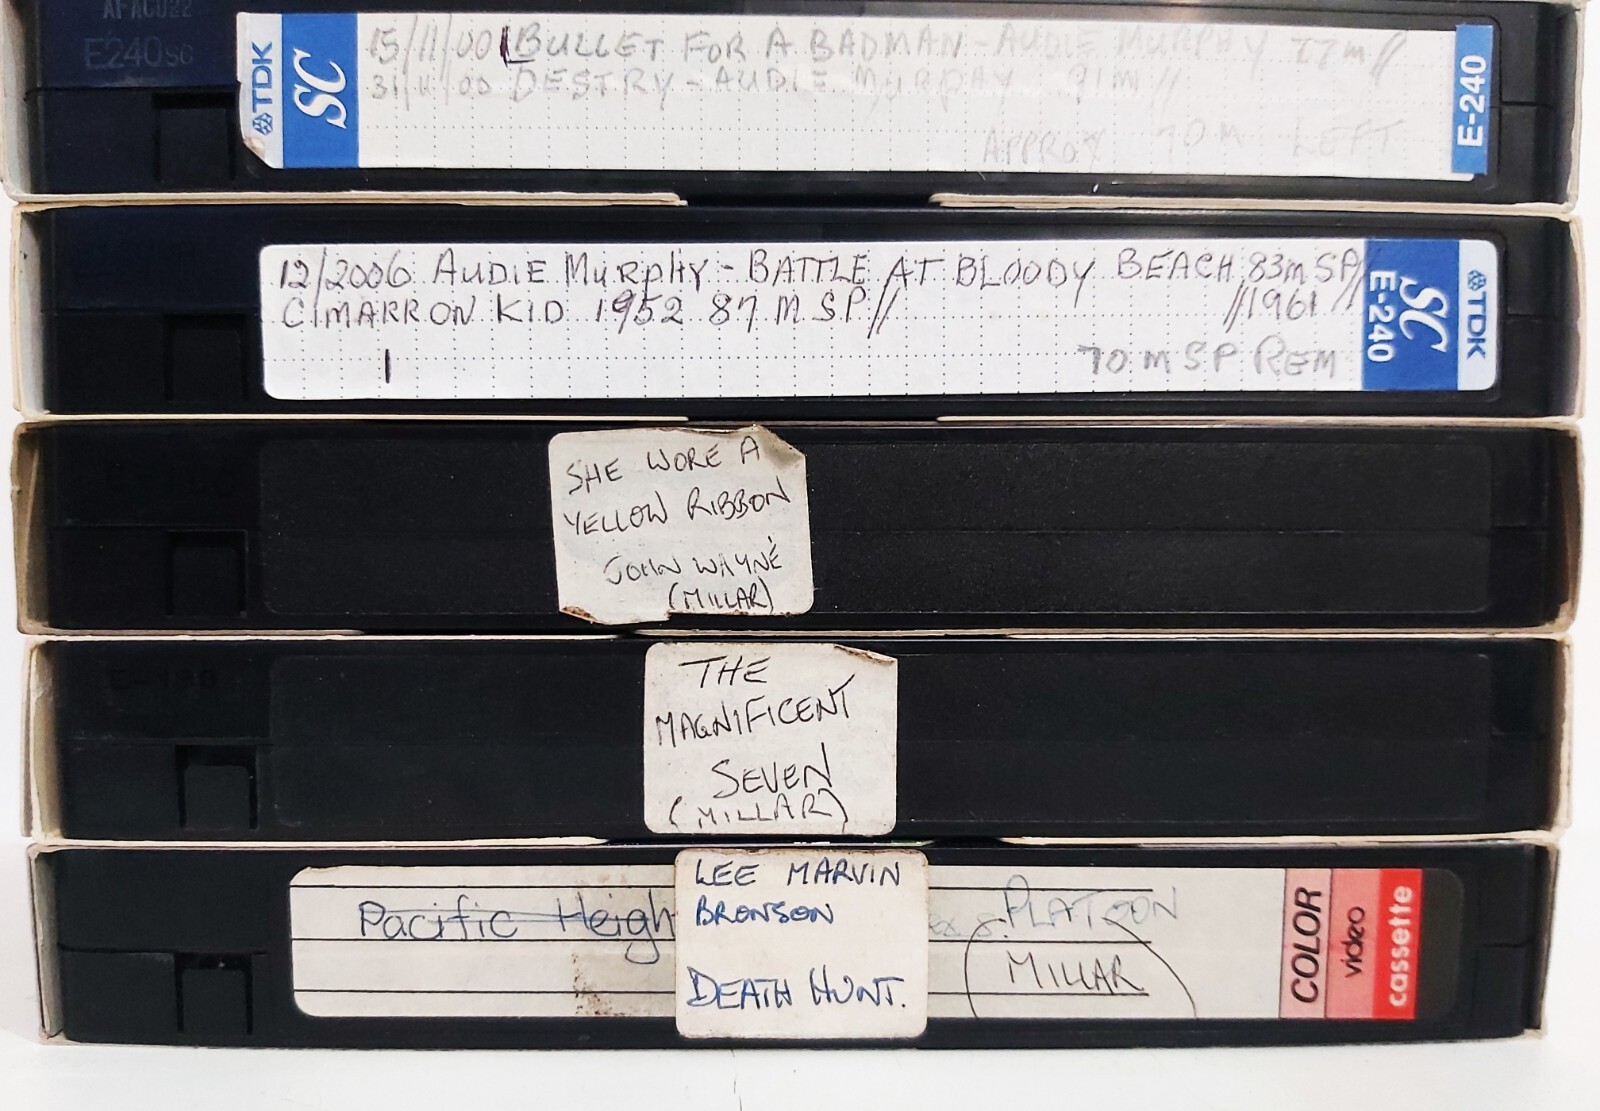 AFACU22
E240SC
TDK
SC
15/11/00 BULLET FOR A BADMAN - AUDIE MURPHY 77m//
31/11/00 DESTRY - AUDIE MURPHY 91m//
APPROX 70m LEFT
E-240
12/2006 AUDIE MURPHY - BATTLE AT BLOODY BEACH 83m SP//
CIMARRON KID 1952 87 M SP// //1961
1
70 m SP REM
SC
E-240
TDK
SHE WORE A
YELLOW RIBBON
JOHN WAYNE
(MILLAR)
THE
MAGNIFICENT
SEVEN
(MILLAR)
LEE MARVIN
BRONSON
DEATH HUNT.
Pacific Heigh
PLATOON
MILLAR
COLOR
video
cassette